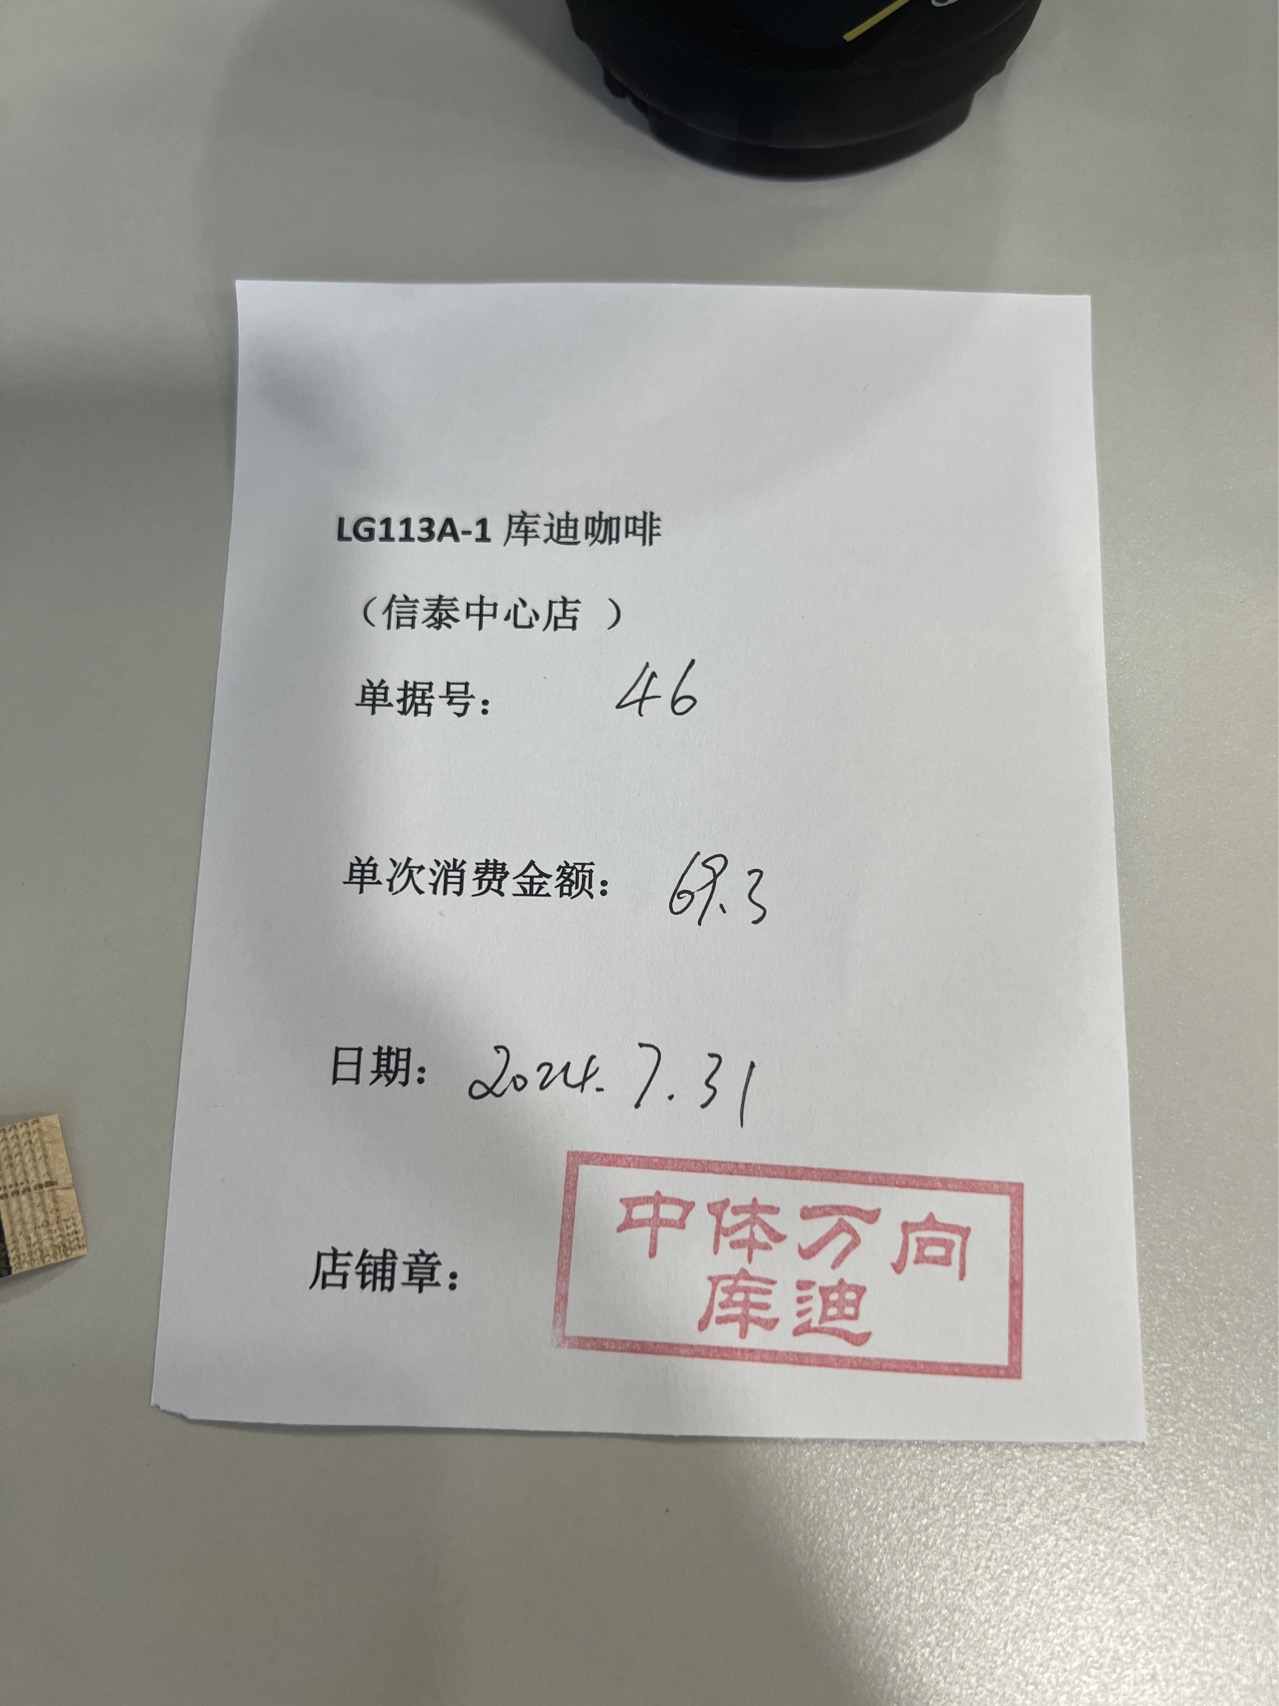 LG113A-1 库迪咖啡
（信泰中心店 ）
单据号： 46
单次消费金额： 69.3
日期： 2024.7.31
店铺章：
中体万向
库迪